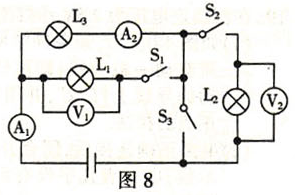 L₃ A₂ S₂
L₁ S₁
V₁ S₃ L₂ V₂
A₁
图 8